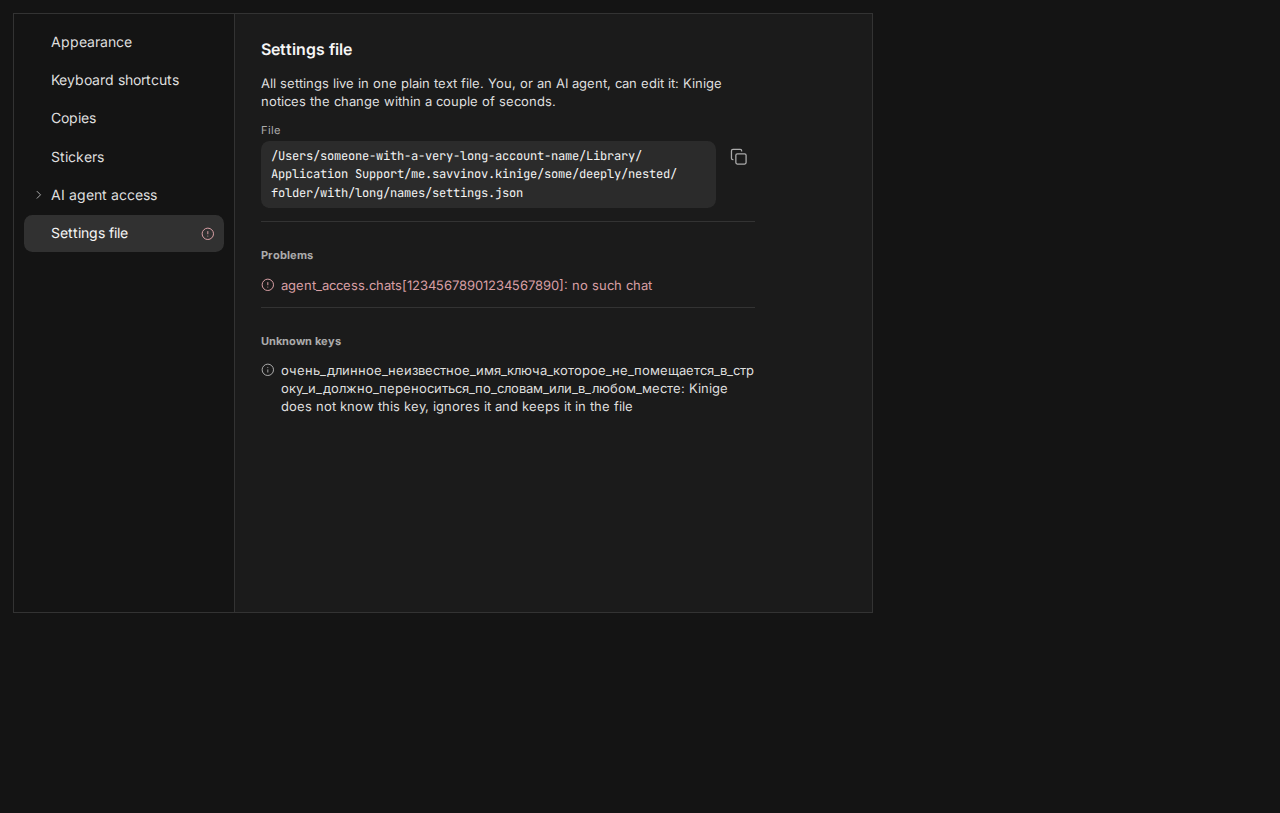 Appearance
Keyboard shortcuts
Copies
Stickers
AI agent access
Settings file
Settings file
All settings live in one plain text file. You, or an AI agent, can edit it: Kinige
notices the change within a couple of seconds.
File
/Users/someone-with-a-very-long-account-name/Library/
Application Support/me.savvinov.kinige/some/deeply/nested/
folder/with/long/names/settings.json
Problems
agent_access.chats[12345678901234567890]: no such chat
Unknown keys
очень_длинное_неизвестное_имя_ключа_которое_не_помещается_в_стр
оку_и_должно_переноситься_по_словам_или_в_любом_месте: Kinige
does not know this key, ignores it and keeps it in the file